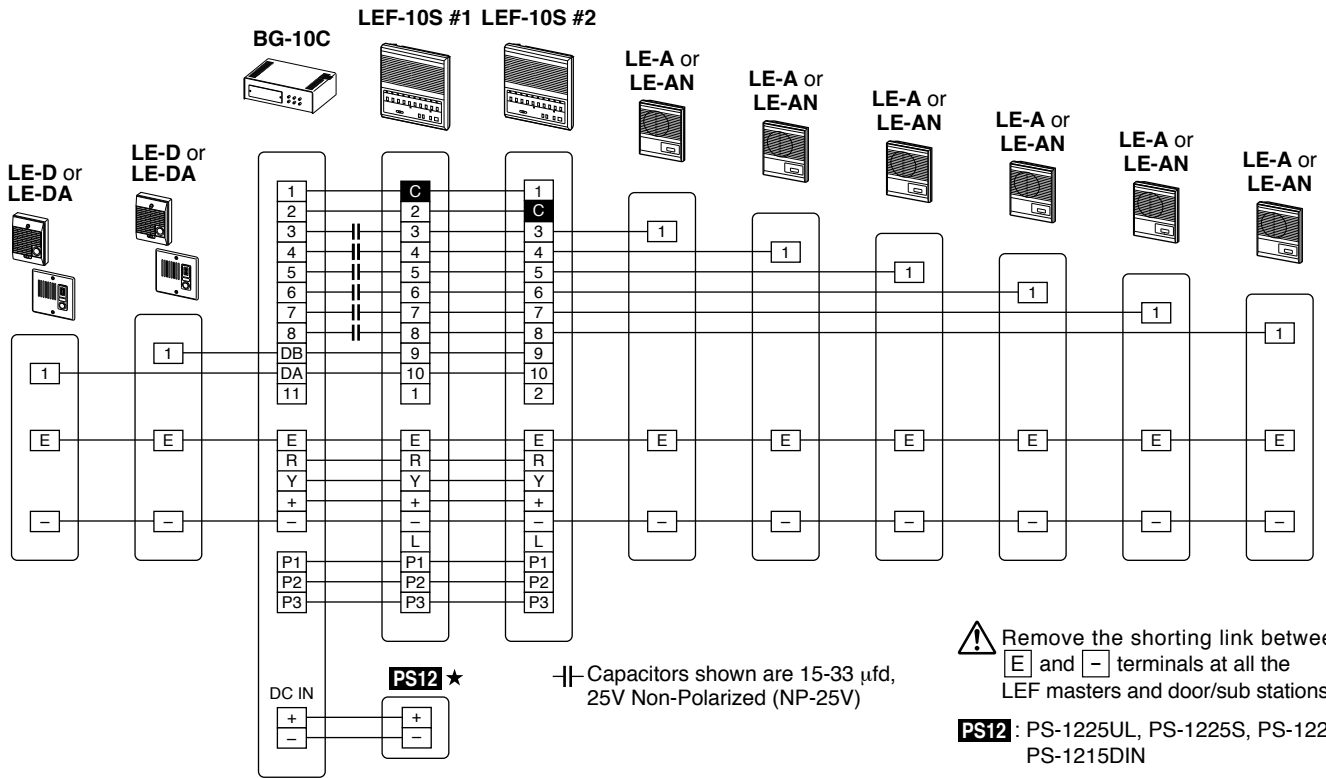 LEF-10S #1 LEF-10S #2
BG-10C
LE-A or
LE-AN
LE-A or
LE-AN
LE-A or
LE-AN
LE-A or
LE-AN
LE-A or
LE-AN
LE-A or
LE-AN
LE-D or
LE-DA
LE-D or
LE-DA
1 C 1
2 2 C
3 3 3 1
4 4 4 1
5 5 5 1
6 6 6 1
7 7 7 1
8 8 8 1
1 DB 9 9
1 DA 10 10
11 1 2
E E E E E E E E E E E
R R R
Y Y Y
+ + +
– – – – – – – – – – –
L L
P1 P1 P1
P2 P2 P2
P3 P3 P3
DC IN
+
–
PS12 ★
+
–
Capacitors shown are 15-33 µfd,
25V Non-Polarized (NP-25V)
Remove the shorting link
E and – terminals at all the
LEF masters and door/sub stations
PS12 : PS-1225UL, PS-1225S,
PS-1215DIN